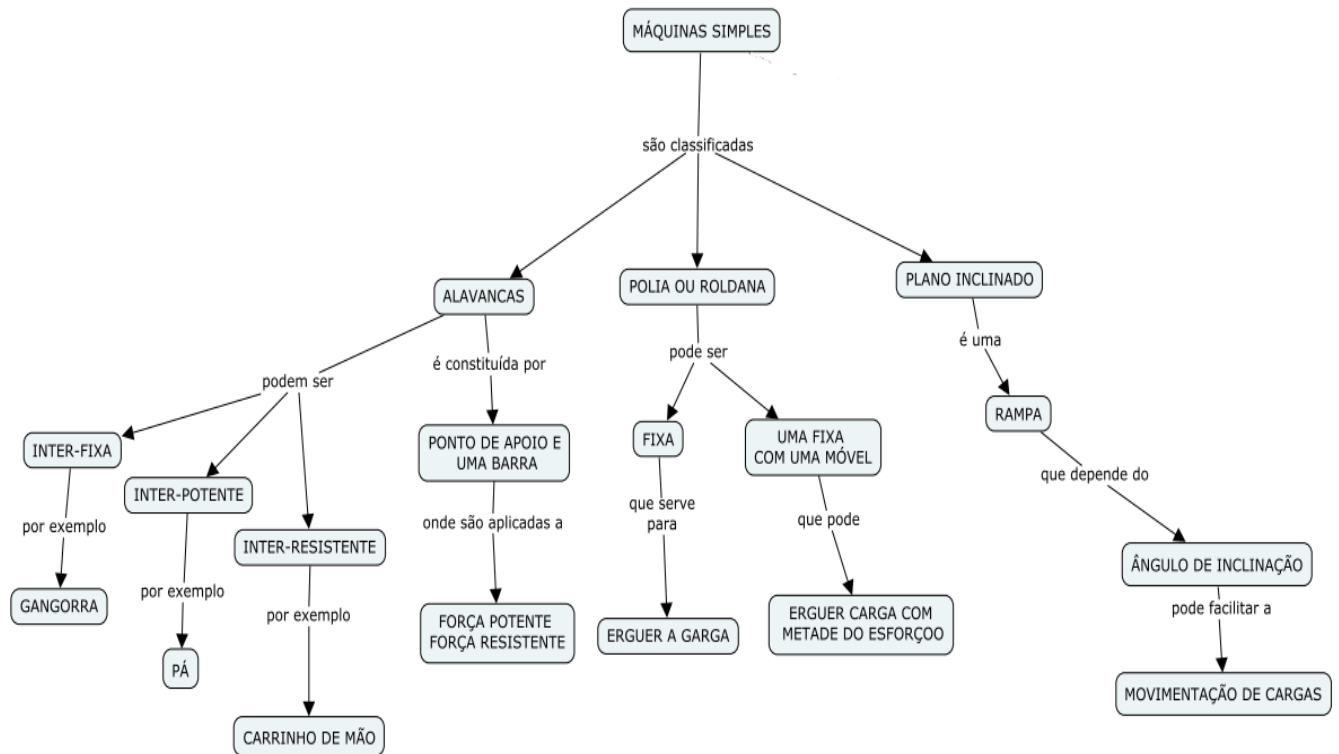 MÁQUINAS SIMPLES
são classificadas
ALAVANCAS
POLIA OU ROLDANA
PLANO INCLINADO
podem ser
é constituída por
pode ser
é uma
INTER-FIXA
INTER-POTENTE
INTER-RESISTENTE
PONTO DE APOIO E
UMA BARRA
FIXA
UMA FIXA
COM UMA MÓVEL
RAMPA
por exemplo
por exemplo
por exemplo
onde são aplicadas a
que serve
para
que pode
que depende do
GANGORRA
PÁ
CARRINHO DE MÃO
FORÇA POTENTE
FORÇA RESISTENTE
ERGUER A GARGA
ERGUER CARGA COM
METADE DO ESFORÇOO
ÂNGULO DE INCLINAÇÃO
pode facilitar a
MOVIMENTAÇÃO DE CARGAS